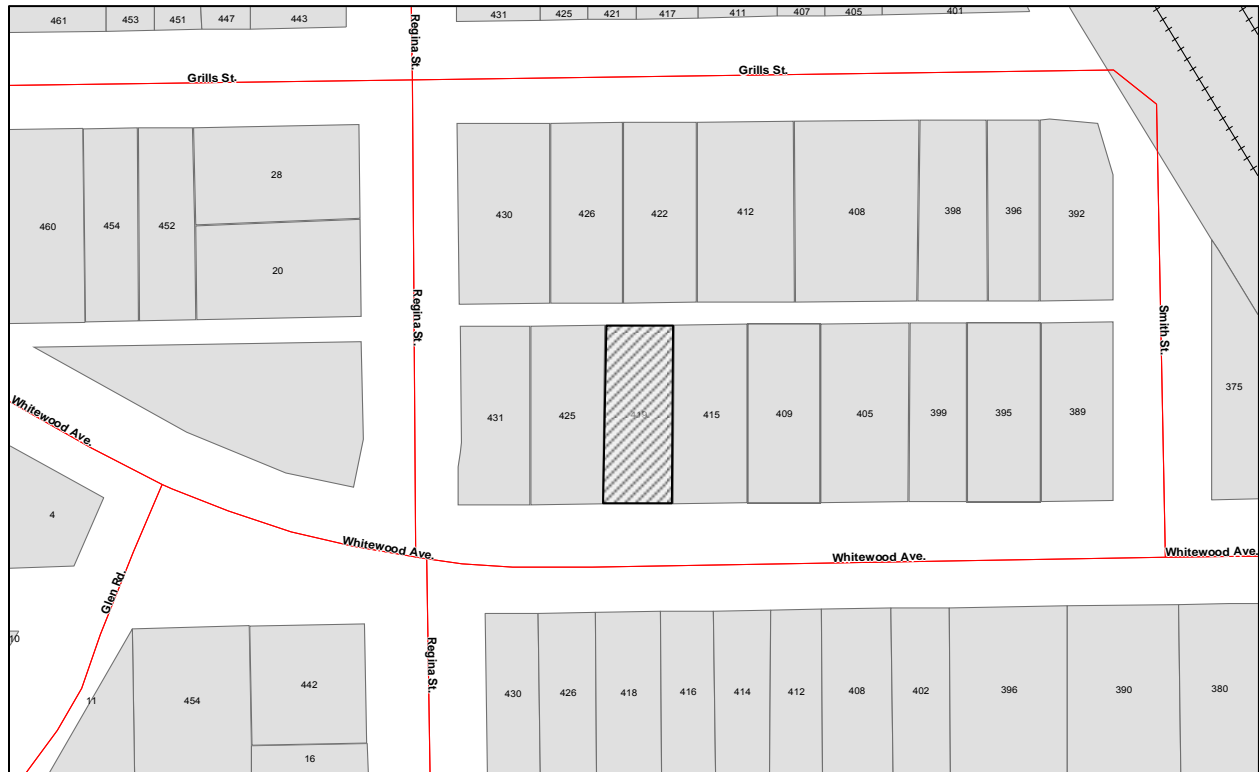 461 453 451 447 443
431 425 421 417 411 407 405 401
Regina St.
Grills St.
Grills St.
460 454 452 28
20
430 426 422 412 408 398 396 392
Regina St.
Smith St.
Whitewood Ave.
431 425 419 415 409 405 399 395 389
375
4
Whitewood Ave.
Whitewood Ave.
Whitewood Ave.
Glen Rd.
10
11
454
442
16
Regina St.
430 426 418 416 414 412 408 402 396 390 380